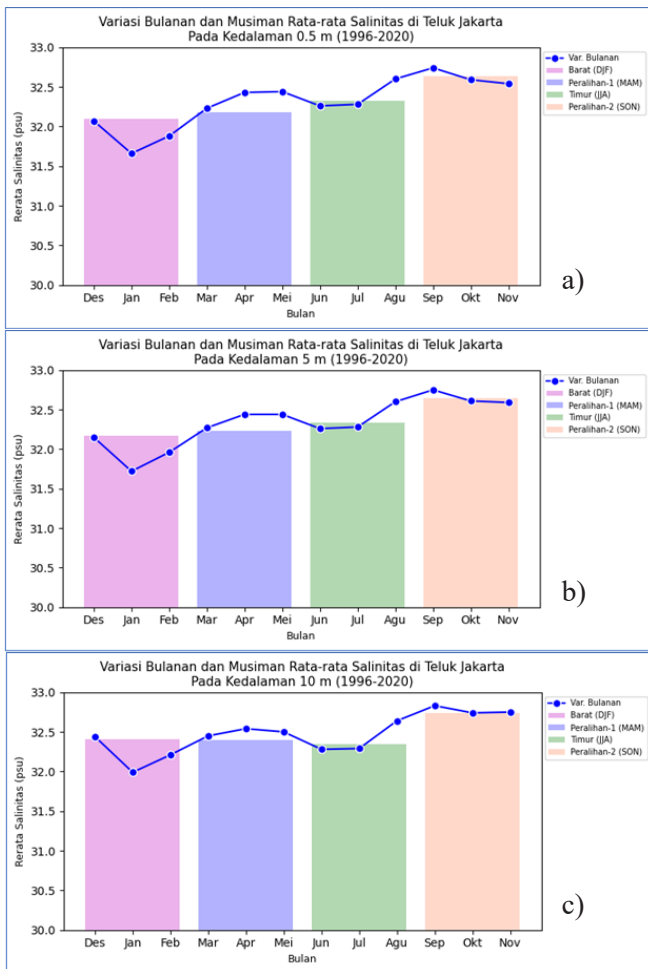 Variasi Bulanan dan Musiman Rata-rata Salinitas di Teluk Jakarta
Pada Kedalaman 0.5 m (1996-2020)
33.0
32.5
32.0
31.5
31.0
30.5
30.0
Rerata Salinitas (psu)
Des Jan Feb Mar Apr Mei Jun Jul Agu Sep Okt Nov
Bulan
Var. Bulanan
Barat (DJF)
Peralihan-1 (MAM)
Timur (JJA)
Peralihan-2 (SON)
a)
Variasi Bulanan dan Musiman Rata-rata Salinitas di Teluk Jakarta
Pada Kedalaman 5 m (1996-2020)
33.0
32.5
32.0
31.5
31.0
30.5
30.0
Rerata Salinitas (psu)
Des Jan Feb Mar Apr Mei Jun Jul Agu Sep Okt Nov
Bulan
Var. Bulanan
Barat (DJF)
Peralihan-1 (MAM)
Timur (JJA)
Peralihan-2 (SON)
b)
Variasi Bulanan dan Musiman Rata-rata Salinitas di Teluk Jakarta
Pada Kedalaman 10 m (1996-2020)
33.0
32.5
32.0
31.5
31.0
30.5
30.0
Rerata Salinitas (psu)
Des Jan Feb Mar Apr Mei Jun Jul Agu Sep Okt Nov
Bulan
Var. Bulanan
Barat (DJF)
Peralihan-1 (MAM)
Timur (JJA)
Peralihan-2 (SON)
c)